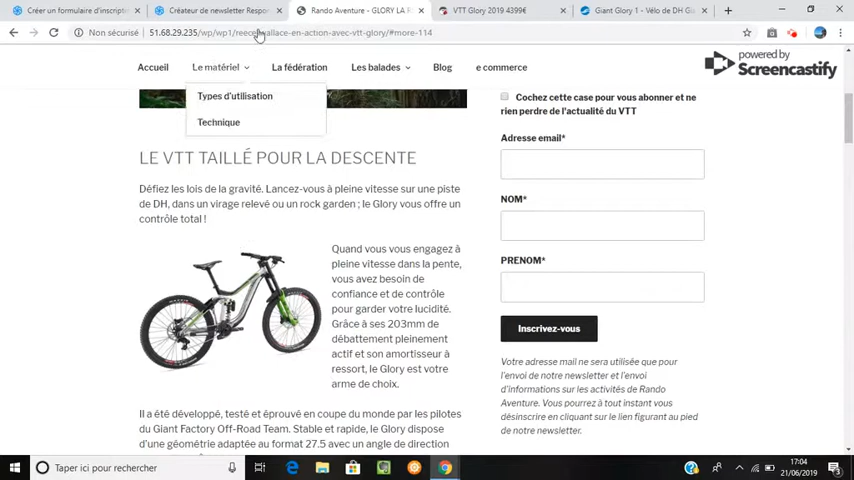 Créer un formulaire d'inscripti
Créateur de newsletter Respon
Rando Aventure - GLORY LA R
VTT Glory 2019 4399€
Giant Glory 1 - Vélo de DH Gia
Non sécurisé 51.68.29.235/wp/wp1/reece-wallace-en-action-avec-vtt-glory/#more-114
Accueil Le matériel La fédération Les balades Blog e commerce
powered by
Screencastify
Types d'utilisation
Technique
LE VTT TAILLÉ POUR LA DESCENTE
Défiez les lois de la gravité. Lancez-vous à pleine vitesse sur une piste
de DH, dans un virage relevé ou un rock garden ; le Glory vous offre un
contrôle total !
Quand vous vous engagez à
pleine vitesse dans la pente,
vous avez besoin de
confiance et de contrôle
pour garder votre lucidité.
Grâce à ses 203mm de
débattement pleinement
actif et son amortisseur à
ressort, le Glory est votre
arme de choix.
Il a été développé, testé et éprouvé en coupe du monde par les pilotes
du Giant Factory Off-Road Team. Stable et rapide, le Glory dispose
d'une géométrie adaptée au format 27.5 avec un angle de direction
Cochez cette case pour vous abonner et ne
rien perdre de l'actualité du VTT
Adresse email*
NOM*
PRENOM*
Inscrivez-vous
Votre adresse mail ne sera utilisée que pour
l'envoi de notre newsletter et l'envoi
d'informations sur les activités de Rando
Aventure. Vous pourrez à tout instant vous
désinscrire en cliquant sur le lien figurant au pied
de notre newsletter.
Taper ici pour rechercher
17:04
21/06/2019
3